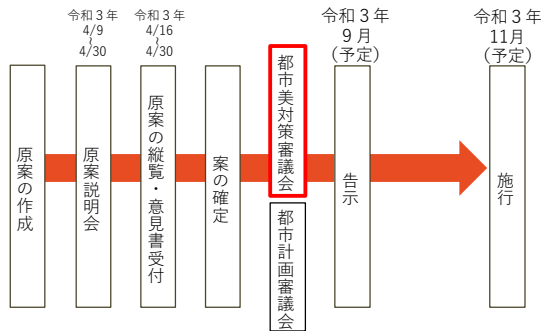 令和３年
4/9
~
4/30
令和３年
4/16
~
4/30
令和３年
９月
(予定)
令和３年
11月
(予定)
原案の作成
原案説明会
原案の縦覧・意見書受付
案の確定
都市美対策審議会
都市計画審議会
告示
施行